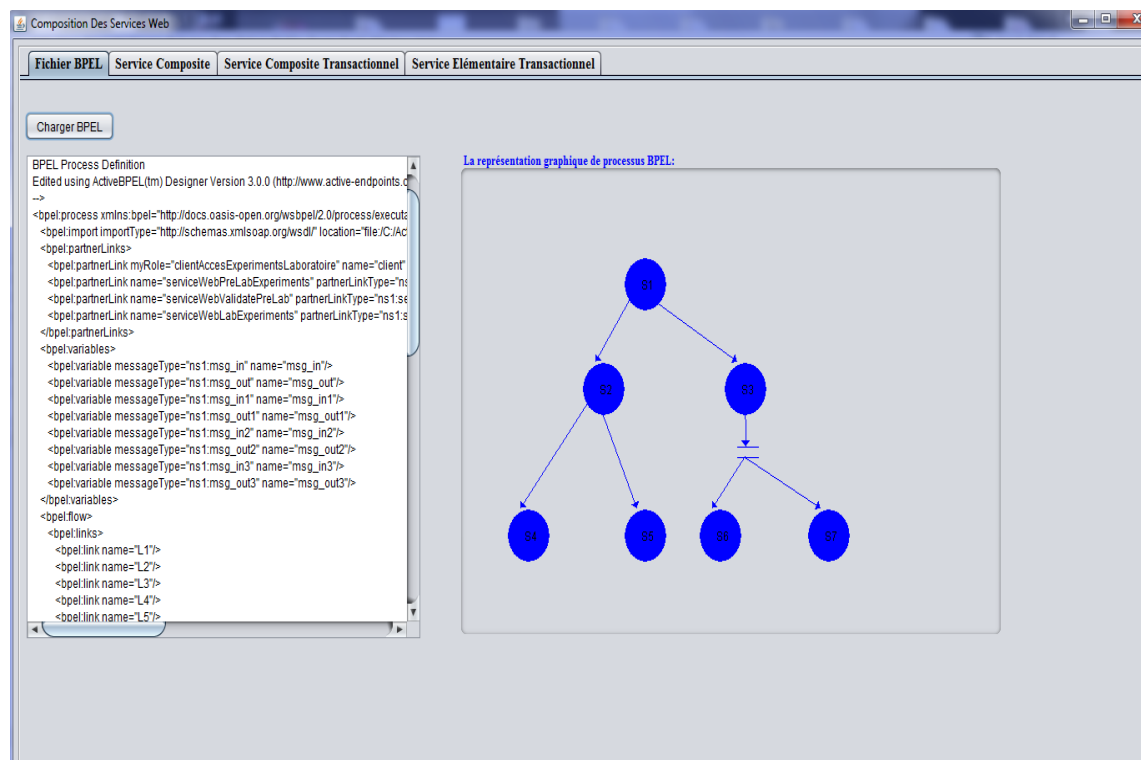 Composition Des Services Web
Fichier BPEL Service Composite Service Composite Transactionnel Service Elémentaire Transactionnel
Charger BPEL
BPEL Process Definition
Edited using ActiveBPEL(tm) Designer Version 3.0.0 (http://www.active-endpoints.c
-->
<bpel:process xmlns:bpel="http://docs.oasis-open.org/wsbpel/2.0/process/executa
<bpel:import importType="http://schemas.xmlsoap.org/wsdl/" location="file:/C:/Ac
<bpel:partnerLinks>
<bpel:partnerLink myRole="clientAccesExperimentsLaboratoire" name="client"
<bpel:partnerLink name="serviceWebPreLabExperiments" partnerLinkType="ns
<bpel:partnerLink name="serviceWebValidatePreLab" partnerLinkType="ns1:se
<bpel:partnerLink name="serviceWebLabExperiments" partnerLinkType="ns1:s
</bpel:partnerLinks>
<bpel:variables>
<bpel:variable messageType="ns1:msg_in" name="msg_in"/>
<bpel:variable messageType="ns1:msg_out" name="msg_out"/>
<bpel:variable messageType="ns1:msg_in1" name="msg_in1"/>
<bpel:variable messageType="ns1:msg_out1" name="msg_out1"/>
<bpel:variable messageType="ns1:msg_in2" name="msg_in2"/>
<bpel:variable messageType="ns1:msg_out2" name="msg_out2"/>
<bpel:variable messageType="ns1:msg_in3" name="msg_in3"/>
<bpel:variable messageType="ns1:msg_out3" name="msg_out3"/>
</bpel:variables>
<bpel:flow>
<bpel:links>
<bpel:link name="L1"/>
<bpel:link name="L2"/>
<bpel:link name="L3"/>
<bpel:link name="L4"/>
<bpel:link name="L5"/>
La représentation graphique de processus BPEL:
S1
S2 S3
S4 S5 S6 S7